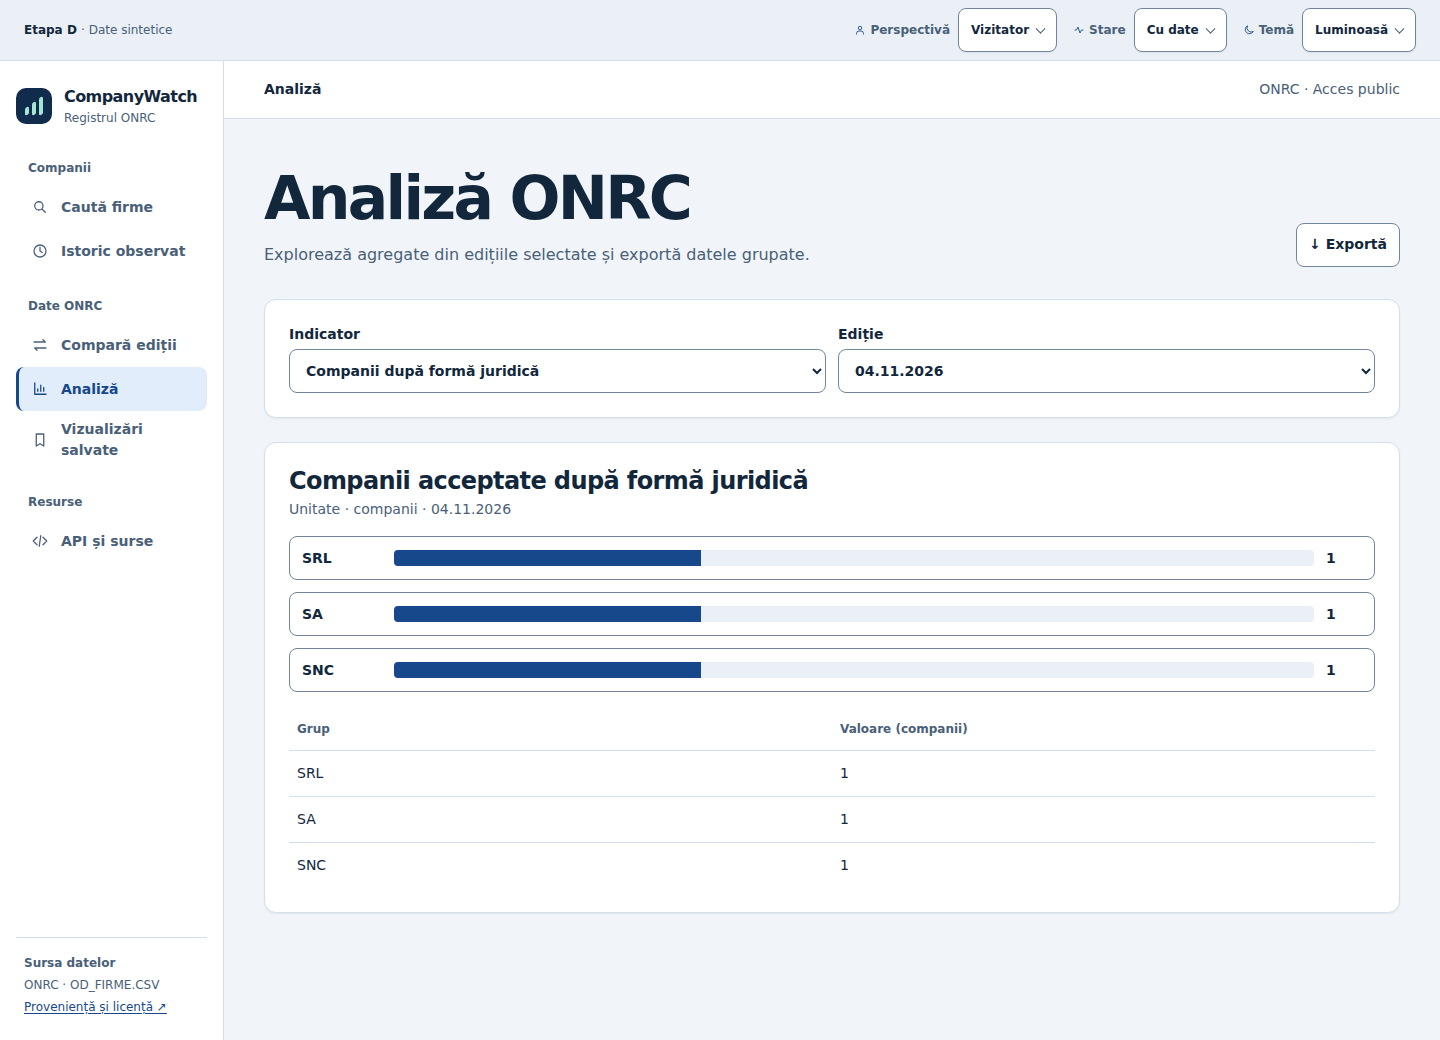 Etapa D · Date sintetice
Perspectivă
Vizitator
Stare
Cu date
Temă
Luminoasă
CompanyWatch
Registrul ONRC
Companii
Caută firme
Istoric observat
Date ONRC
Compară ediții
Analiză
Vizualizări
salvate
Resurse
API și surse
Sursa datelor
ONRC · OD_FIRME.CSV
Proveniență și licență ↗
Analiză
ONRC · Acces public
Analiză ONRC
Explorează agregate din edițiile selectate și exportă datele grupate.
↓ Exportă
Indicator
Companii după formă juridică
Ediție
04.11.2026
Companii acceptate după formă juridică
Unitate · companii · 04.11.2026
SRL 1
SA 1
SNC 1
Grup Valoare (companii)
SRL 1
SA 1
SNC 1